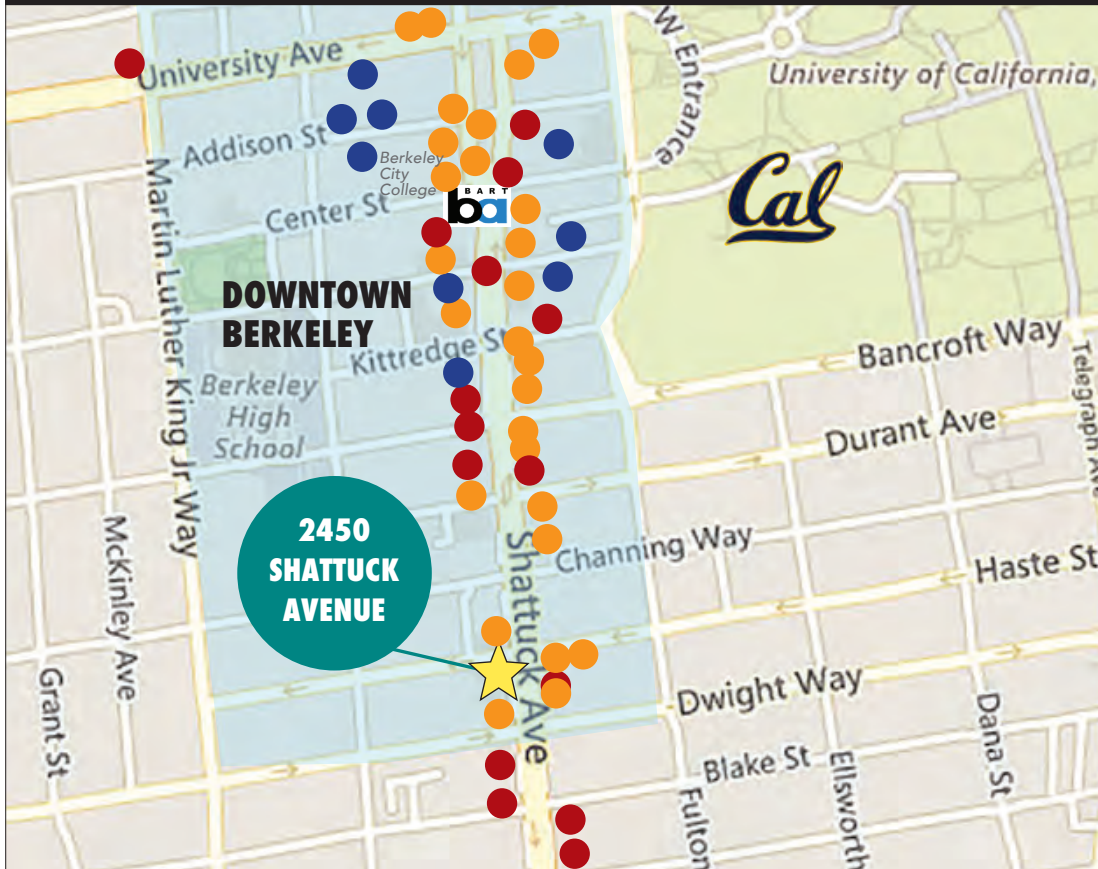 University Ave
W Entrance
University of California,
Addison St
Berkeley
City
College
Center St
BART
ba
Cal
Martin Luther King Jr Way
DOWNTOWN
BERKELEY
Kittredge St
Bancroft Way
Telegraph Av
Berkeley
High
School
Durant Ave
2450
SHATTUCK
AVENUE
Shattuck Ave
Channing Way
Haste St
McKinley Ave
Grant St
Dwight Way
Dana St
Blake St
Ellsworth
Fulton